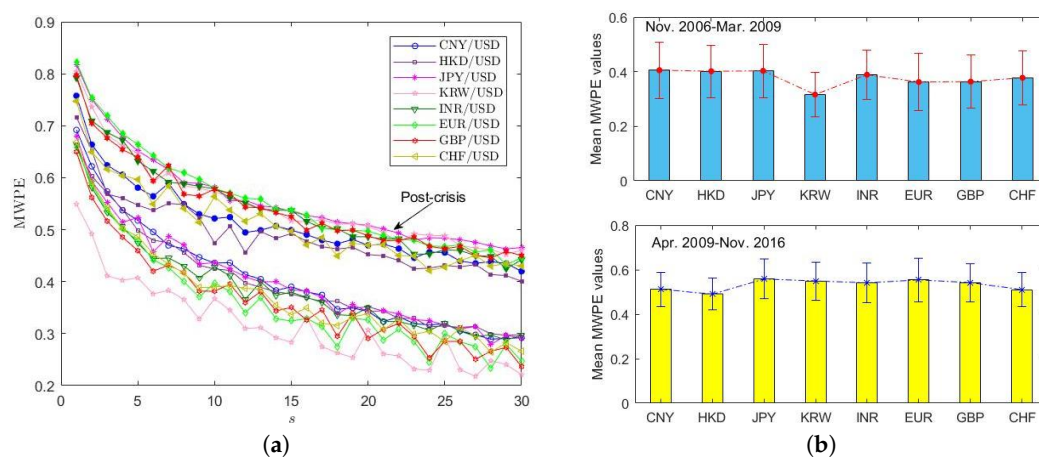 0.9
0.8
0.7
0.6
0.5
0.4
0.3
0.2
MWPE
0 5 10 15 20 25 30
s
CNY/USD
HKD/USD
JPY/USD
KRW/USD
INR/USD
EUR/USD
GBP/USD
CHF/USD
Post-crisis
(a)
Nov. 2006-Mar. 2009
0.6
0.4
0.2
0
Mean MWPE values
CNY HKD JPY KRW INR EUR GBP CHF
Apr. 2009-Nov. 2016
0.8
0.6
0.4
0.2
0
Mean MWPE values
CNY HKD JPY KRW INR EUR GBP CHF
(b)